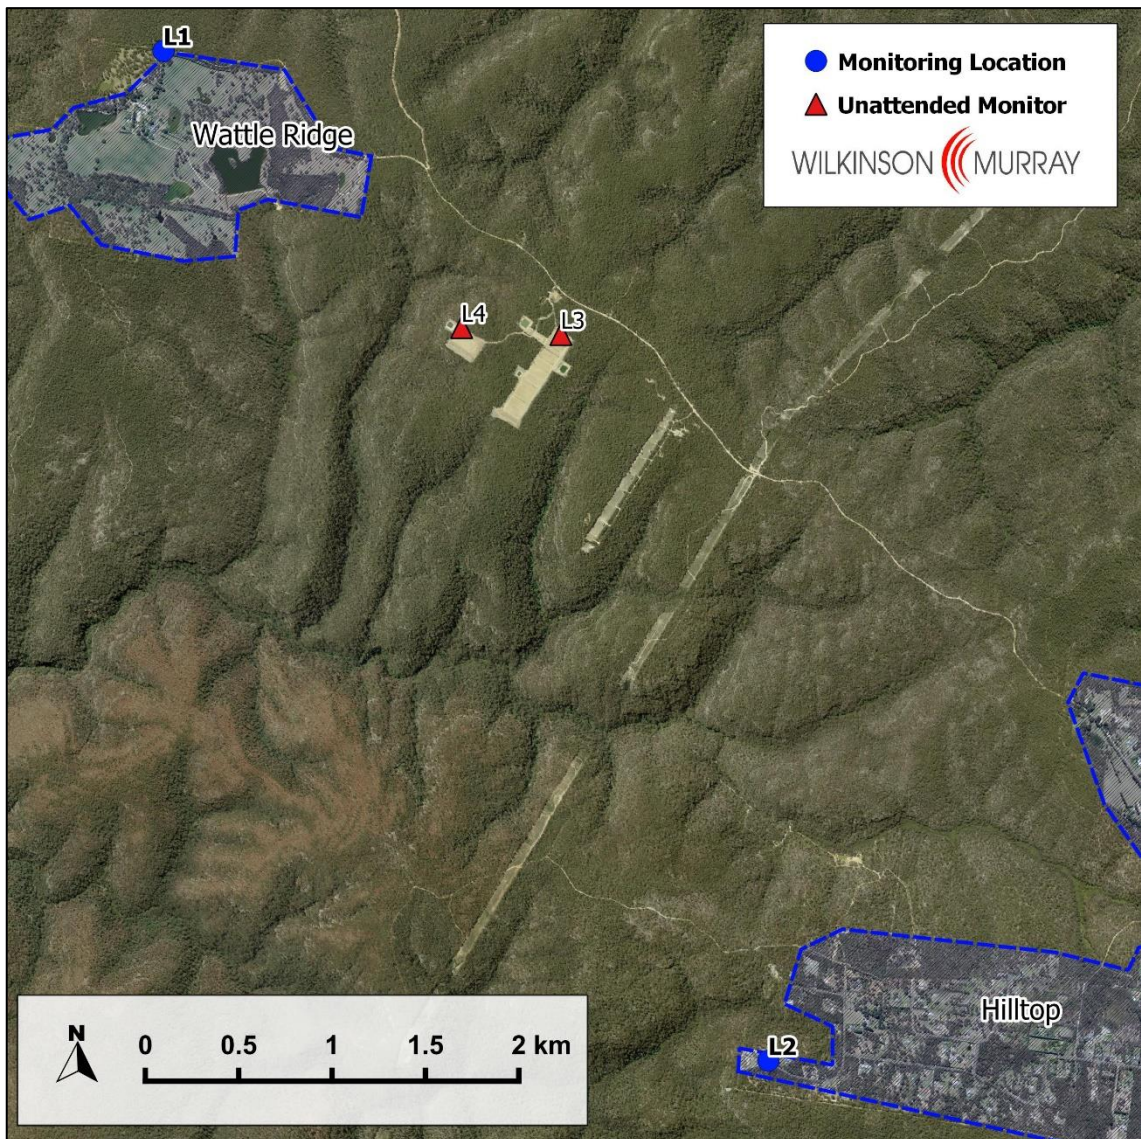 L1
Monitoring Location
Unattended Monitor
WILKINSON MURRAY
Wattle Ridge
L4
L3
Hilltop
L2
N
0 0.5 1 1.5 2 km